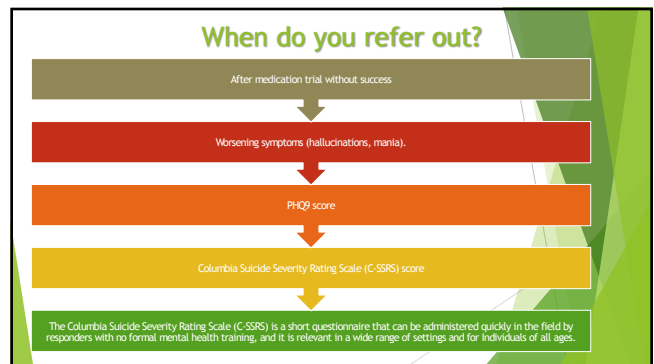 When do you refer out?
After medication trial without success
Worsening symptoms (hallucinations, mania).
PHQ9 score
Columbia Suicide Severity Rating Scale (C-SSRS) score
The Columbia Suicide Severity Rating Scale (C-SSRS) is a short questionnaire that can be administered quickly in the field by
responders with no formal mental health training, and it is relevant in a wide range of settings and for Individuals of all ages.